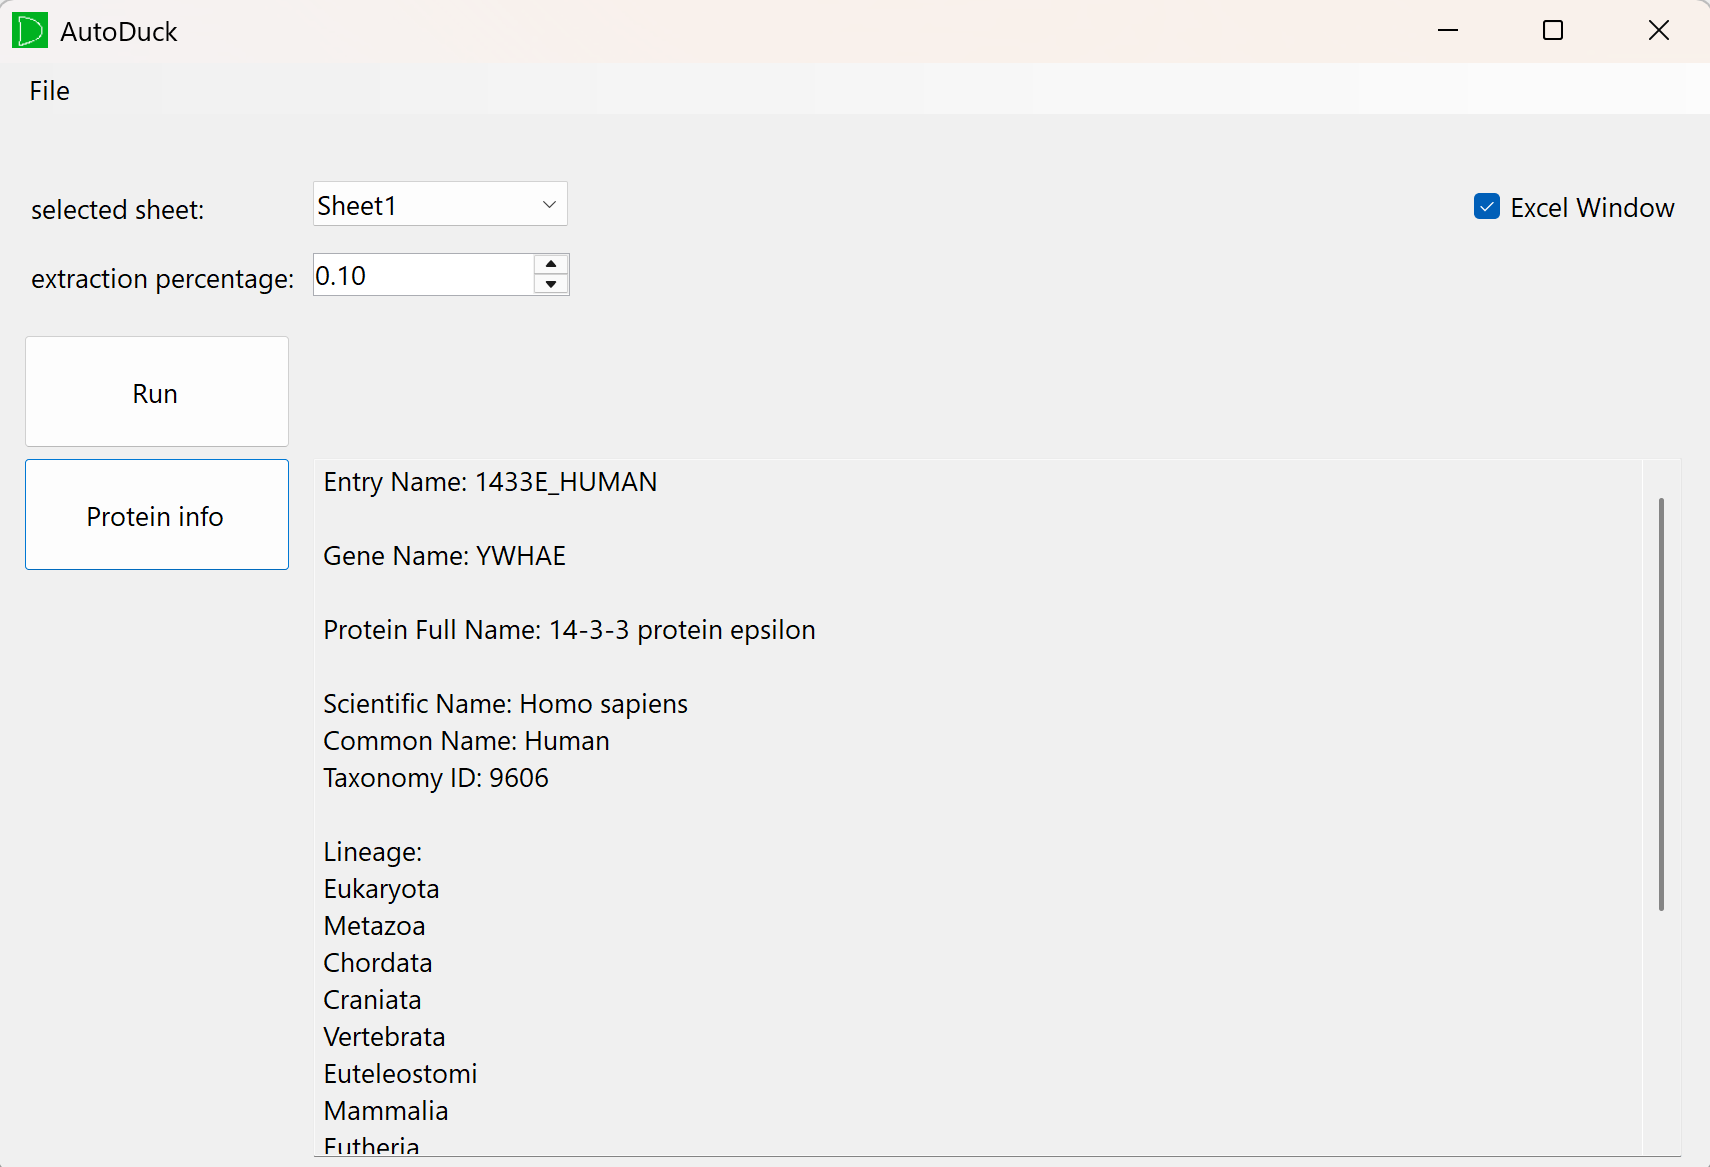 AutoDuck
File
selected sheet:
Sheet1
Excel Window
extraction percentage:
0.10
Run
Protein info
Entry Name: 1433E_HUMAN
Gene Name: YWHAE
Protein Full Name: 14-3-3 protein epsilon
Scientific Name: Homo sapiens
Common Name: Human
Taxonomy ID: 9606
Lineage:
Eukaryota
Metazoa
Chordata
Craniata
Vertebrata
Euteleostomi
Mammalia
Eutheria